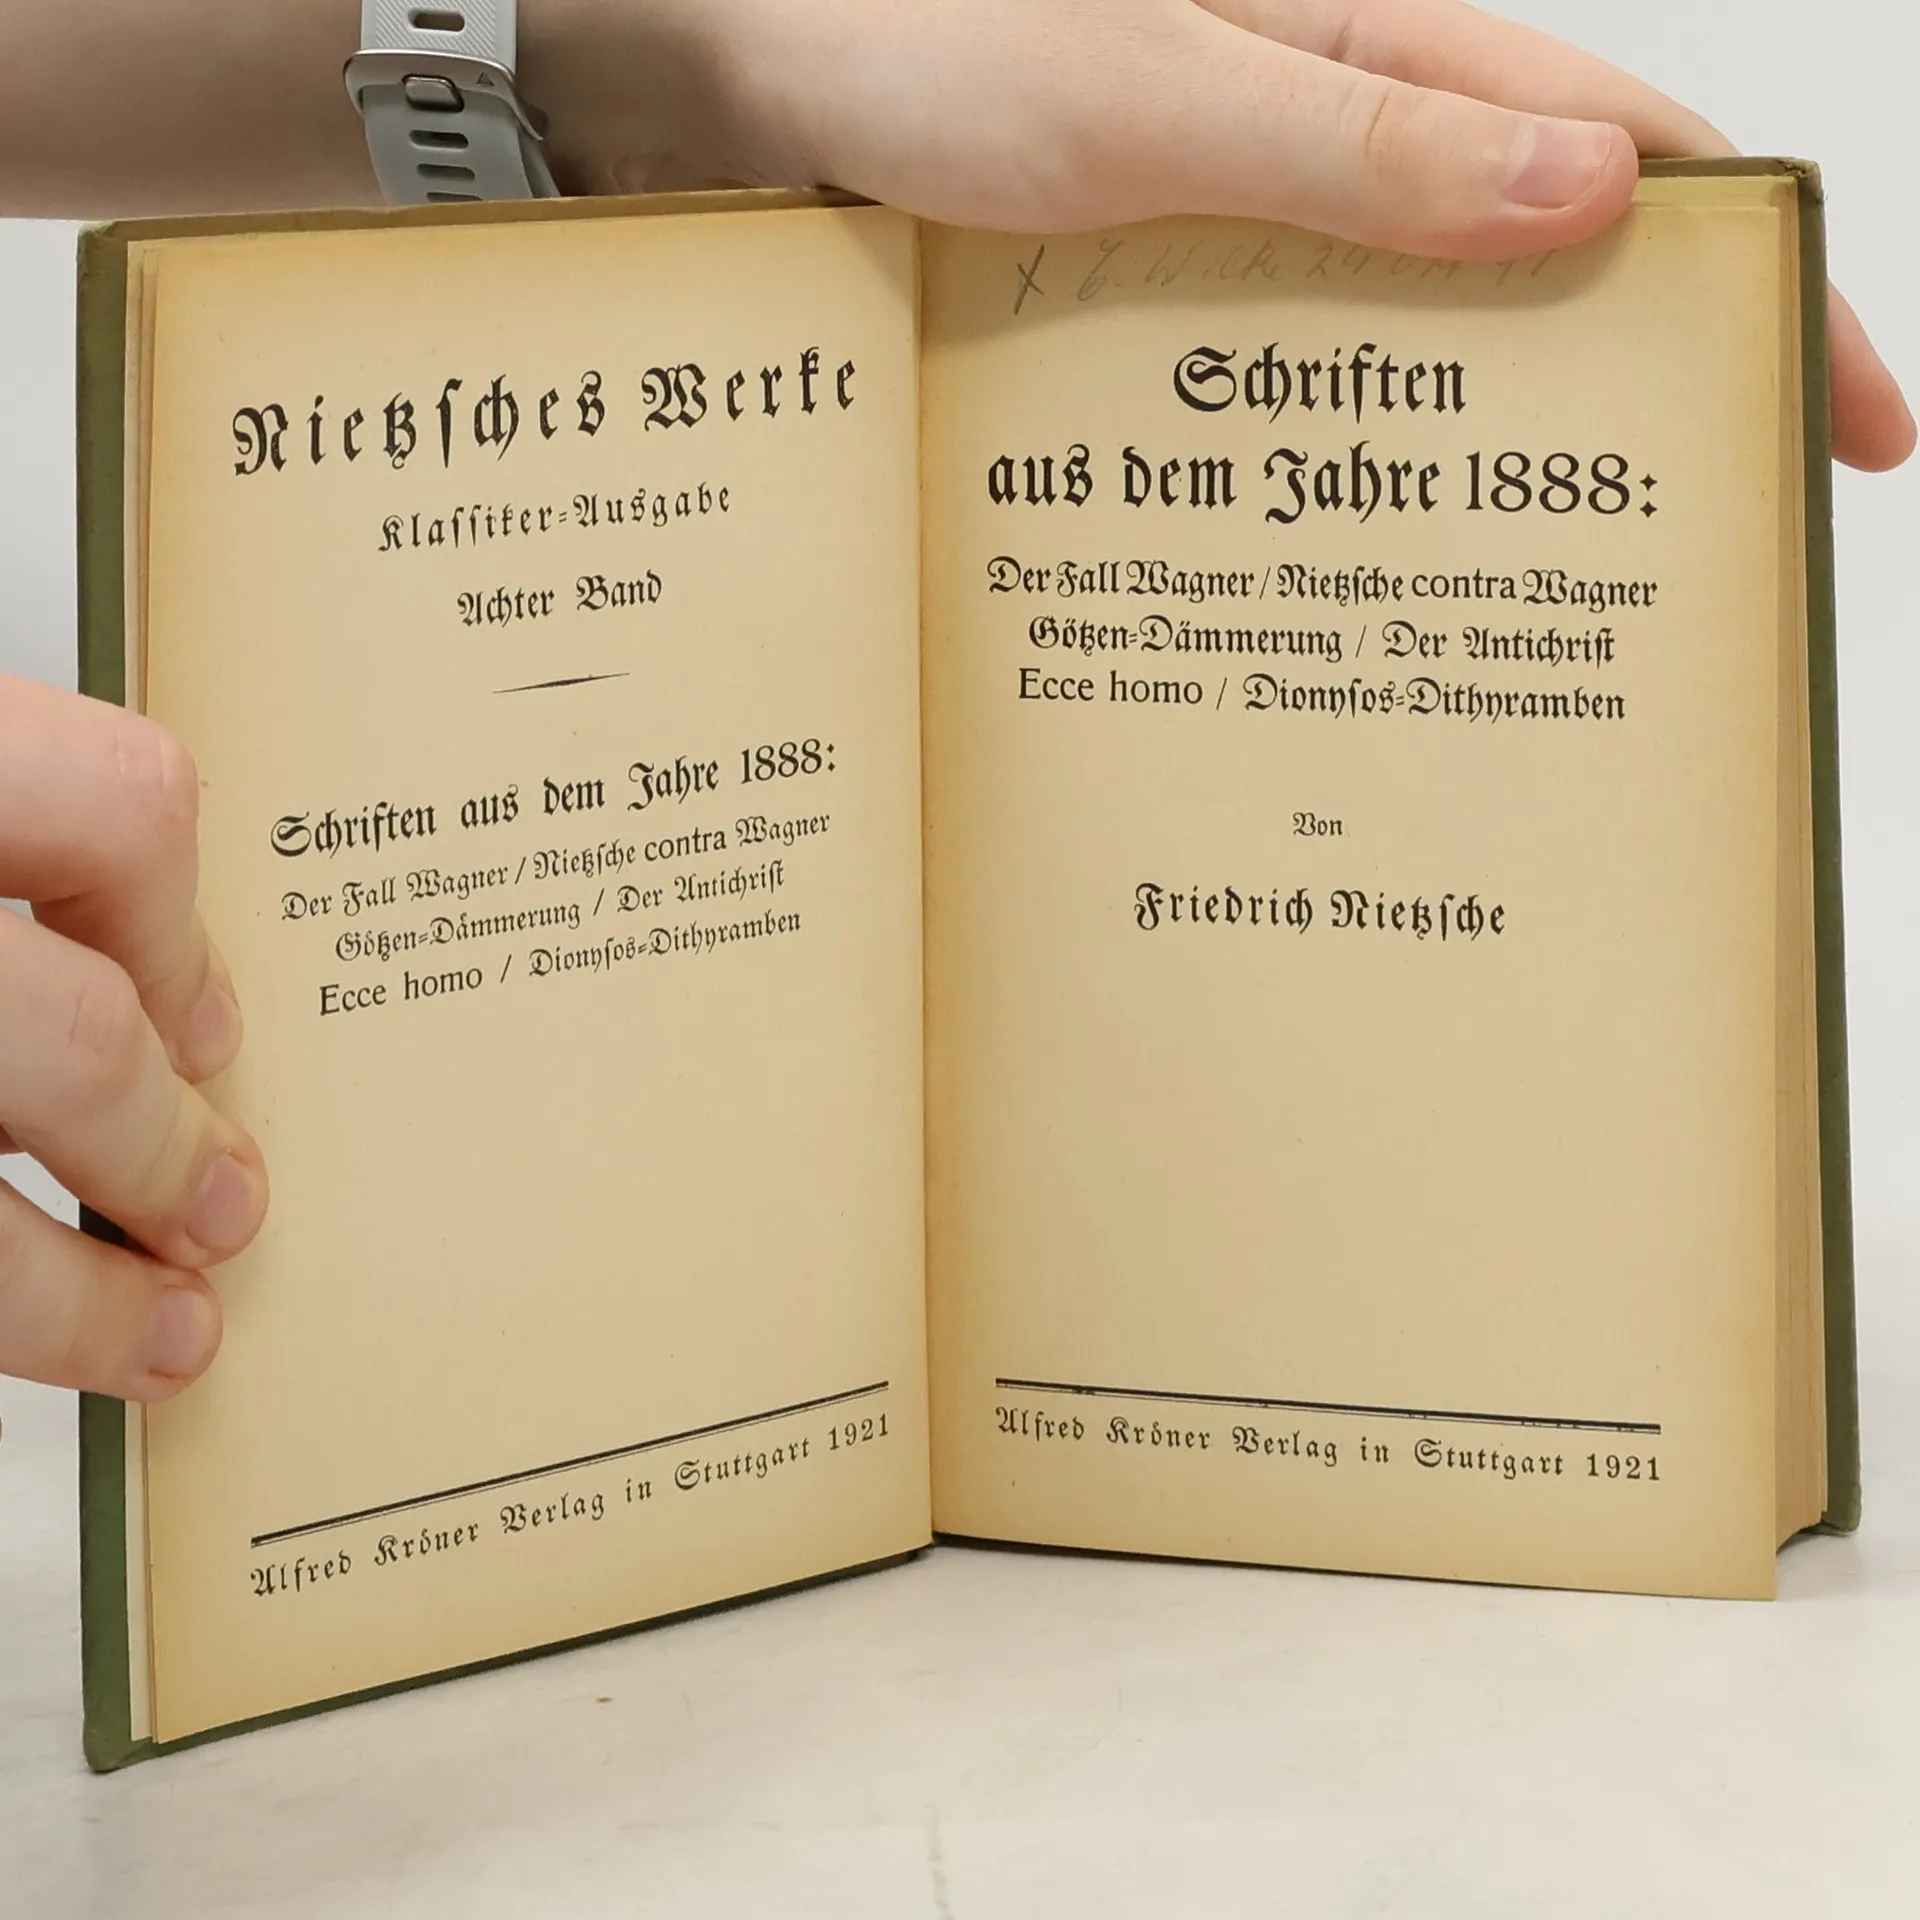 Nietzsches Werke
Klassiker-Ausgabe
Achter Band
Schriften aus dem Jahre 1888:
Der Fall Wagner / Nietzsche contra Wagner
Götzen-Dämmerung / Der Antichrist
Ecce homo / Dionysos-Dithyramben
Alfred Kröner Verlag in Stuttgart 1921
Schriften
aus dem Jahre 1888:
Der Fall Wagner / Nietzsche contra Wagner
Götzen-Dämmerung / Der Antichrist
Ecce homo / Dionysos-Dithyramben
Von
Friedrich Nietzsche
Alfred Kröner Verlag in Stuttgart 1921